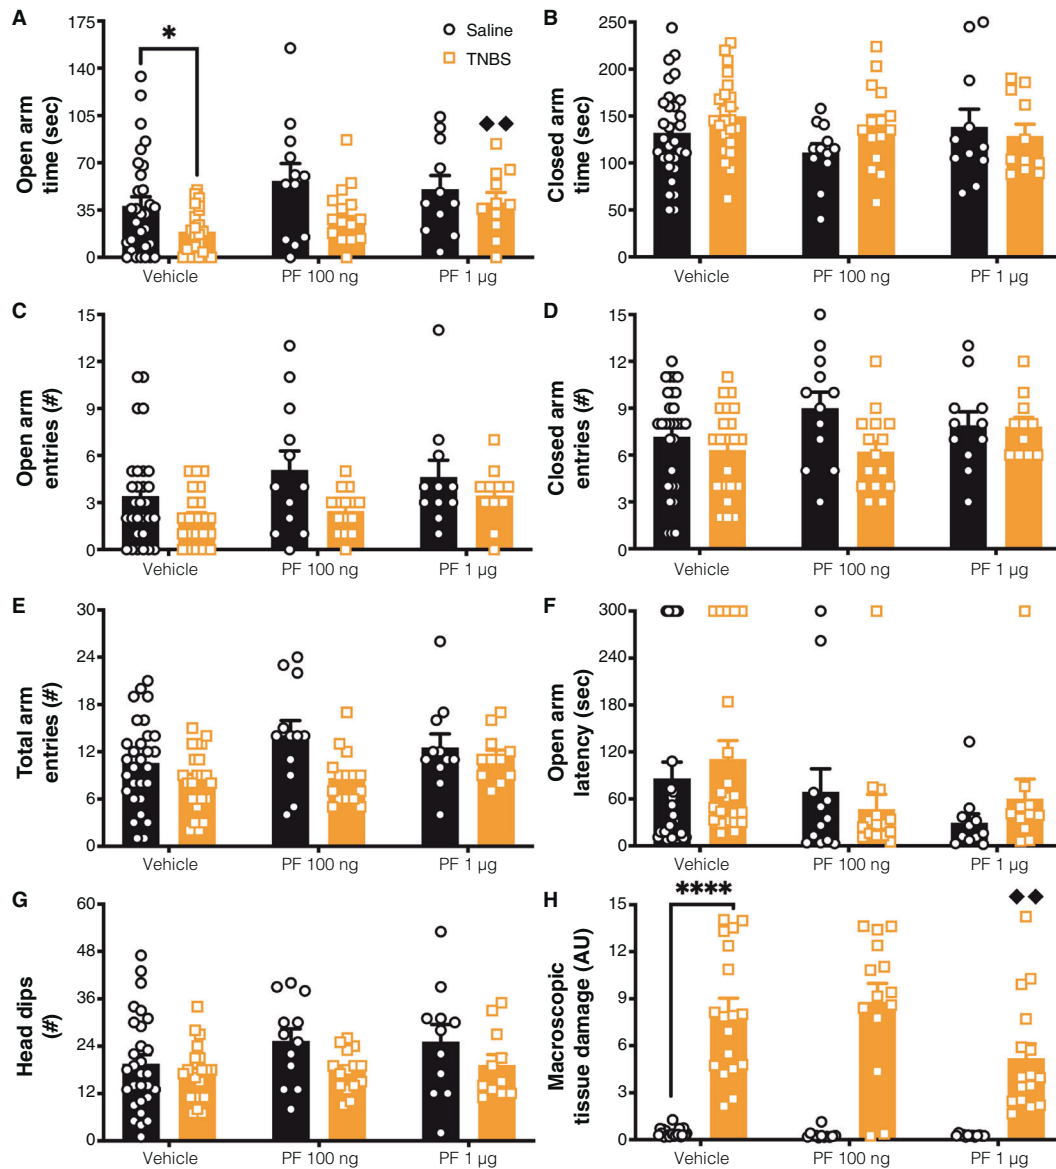 A
Open arm
time (sec)
175
140
105
70
35
0
*
Saline
TNBS
◆◆
Vehicle
PF 100 ng
PF 1 µg
B
Closed arm
time (sec)
250
200
150
100
50
0
Vehicle
PF 100 ng
PF 1 µg
C
Open arm
entries (#)
15
12
9
6
3
0
Vehicle
PF 100 ng
PF 1 µg
D
Closed arm
entries (#)
15
12
9
6
3
0
Vehicle
PF 100 ng
PF 1 µg
E
Total arm
entries (#)
30
24
18
12
6
0
Vehicle
PF 100 ng
PF 1 µg
F
Open arm
latency (sec)
300
240
180
120
60
0
Vehicle
PF 100 ng
PF 1 µg
G
Head dips
(#)
60
48
36
24
12
0
Vehicle
PF 100 ng
PF 1 µg
H
Macroscopic
tissue damage (AU)
15
12
9
6
3
0
****
◆◆
Vehicle
PF 100 ng
PF 1 µg